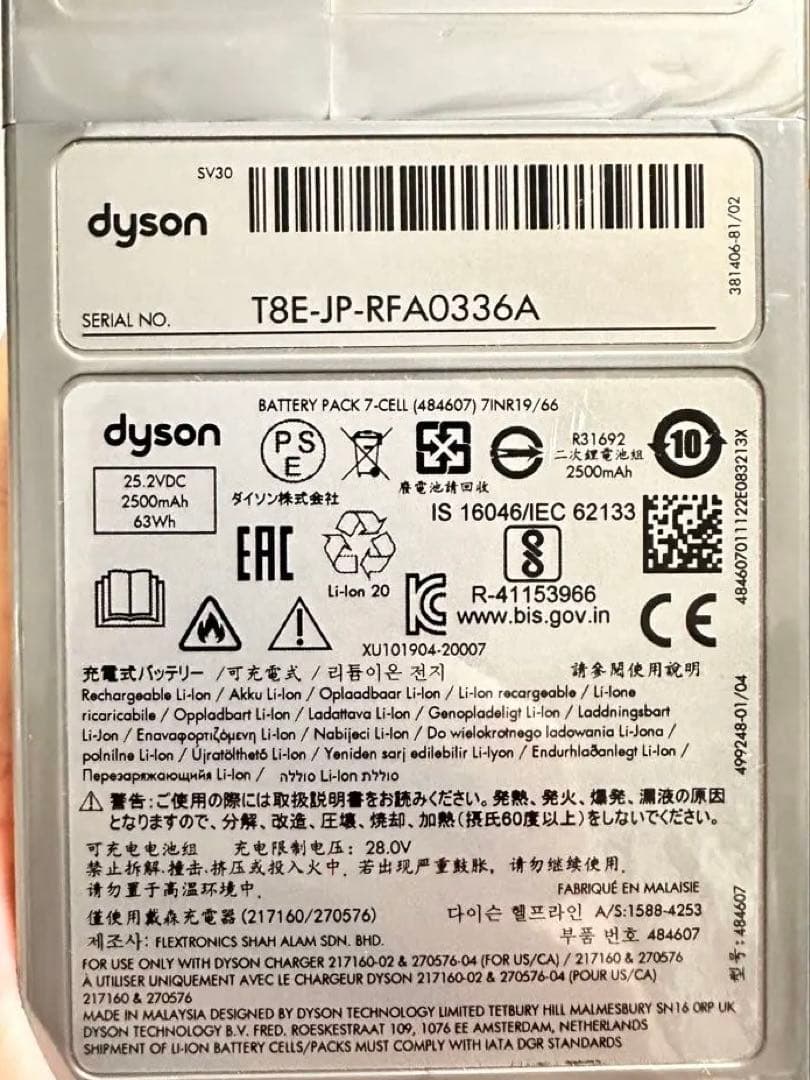 SV30
dyson
381406-81/02
SERIAL NO. T8E-JP-RFA0336A
BATTERY PACK 7-CELL (484607) 7INR19/66
dyson
PSE
R31692
二次鋰電池組
2500mAh
10
25.2VDC
2500mAh
63Wh
ダイソン株式会社
廢電池請回收
IS 16046/IEC 62133
EAC
Li-Ion 20
R-41153966
www.bis.gov.in
CE
484607011122E083213X
XU101904-20007
充電式バッテリー /可充電式 / 리튬이온 전지
請參閱使用說明
Rechargeable Li-Ion / Akku Li-Ion / Oplaadbaar Li-Ion / Li-Ion recargeable / Li-Ione
ricaricabile / Oppladbart Li-Ion / Ladattava Li-Ion / Genopladeligt Li-Ion / Laddningsbart
Li-Jon / Επαναφορτιζόμενη Li-Ion / Nabijecí Li-Ion / Do wielokrotnego ladowania Li-Jona /
polnilne Li-Ion / Ujratölthetö Li-Ion / Yeniden sarj edilebilir Li-Iyon / Endurhlaðanlegt Li-Ion /
Перезаряжающийя Li-Ion / סוללת Li-Ion סוללה
499248-01/04
警告:ご使用の際には取扱説明書をお読みください。発熱、発火、爆発、漏液の原因
となりますので、分解、改造、圧壊、焼却、加熱(摂氏60度以上)をしないでください。
可充电电池组 充电限制电压: 28.0V
禁止拆解、撞击、挤压或投入火中. 若出现严重鼓胀, 请勿继续使用.
请勿置于高温环境中.
FABRIQUÉ EN MALAISIE
僅使用戴森充電器(217160/270576)
다이슨 헬프라인 A/S:1588-4253
제조사: FLEXTRONICS SHAH ALAM SDN. BHD.
부품 번호 484607
型号: 484607
FOR USE ONLY WITH DYSON CHARGER 217160-02 & 270576-04 (FOR US/CA) / 217160 & 270576
À UTILISER UNIQUEMENT AVEC LE CHARGEUR DYSON 217160-02 & 270576-04 (POUR US/CA)
217160 & 270576
MADE IN MALAYSIA DESIGNED BY DYSON TECHNOLOGY LIMITED TETBURY HILL MALMESBURY SN16 0RP UK
DYSON TECHNOLOGY B.V. FRED. ROESKESTRAAT 109, 1076 EE AMSTERDAM, NETHERLANDS
SHIPMENT OF LI-ION BATTERY CELLS/PACKS MUST COMPLY WITH IATA DGR STANDARDS